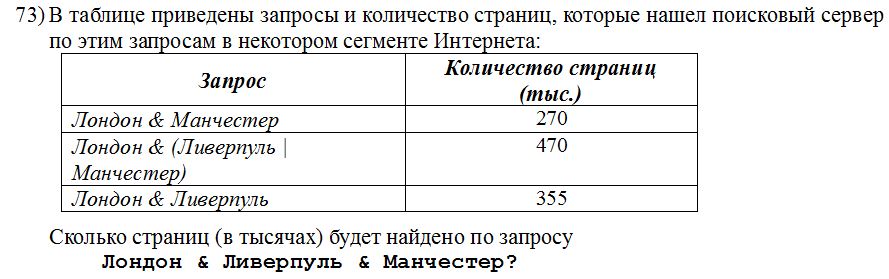 73) В таблице приведены запросы и количество страниц, которые нашел поисковый сервер
по этим запросам в некотором сегменте Интернета:
Запрос
Количество страниц
(тыс.)
Лондон & Манчестер
270
Лондон & (Ливерпуль |
Манчестер)
470
Лондон & Ливерпуль
355
Сколько страниц (в тысячах) будет найдено по запросу
Лондон & Ливерпуль & Манчестер?